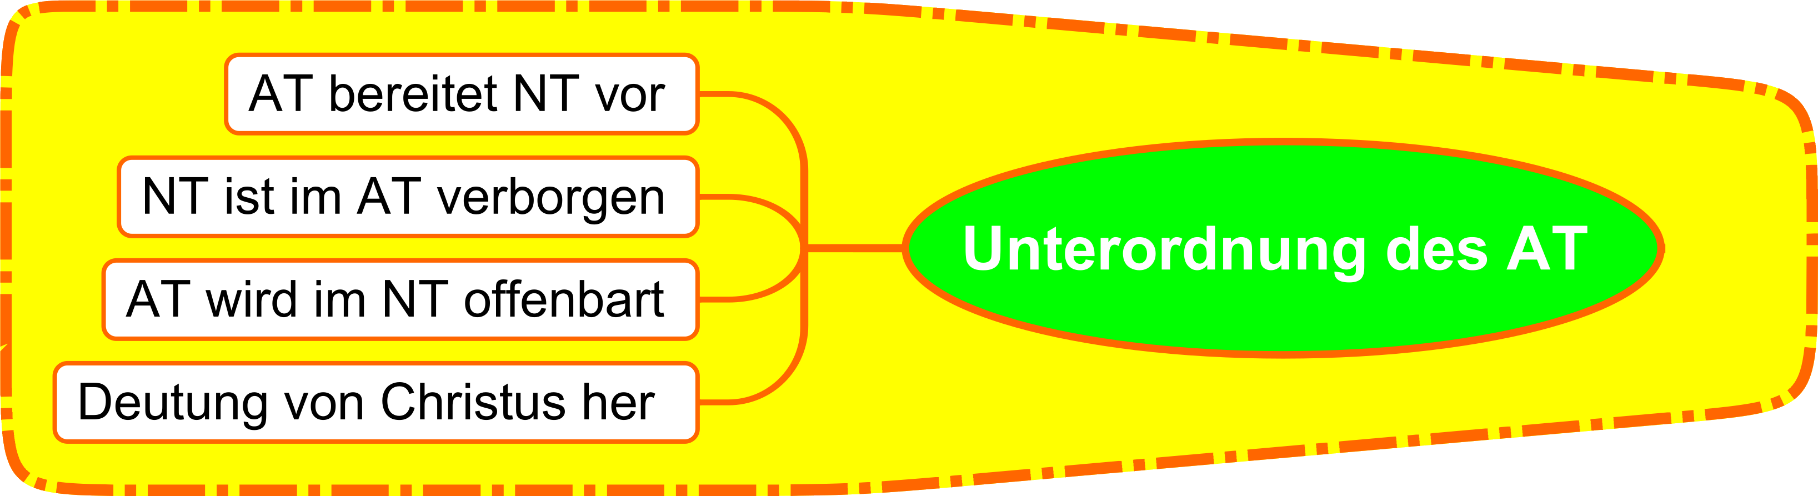 AT bereitet NT vor
NT ist im AT verborgen
AT wird im NT offenbart
Deutung von Christus her
Unterordnung des AT